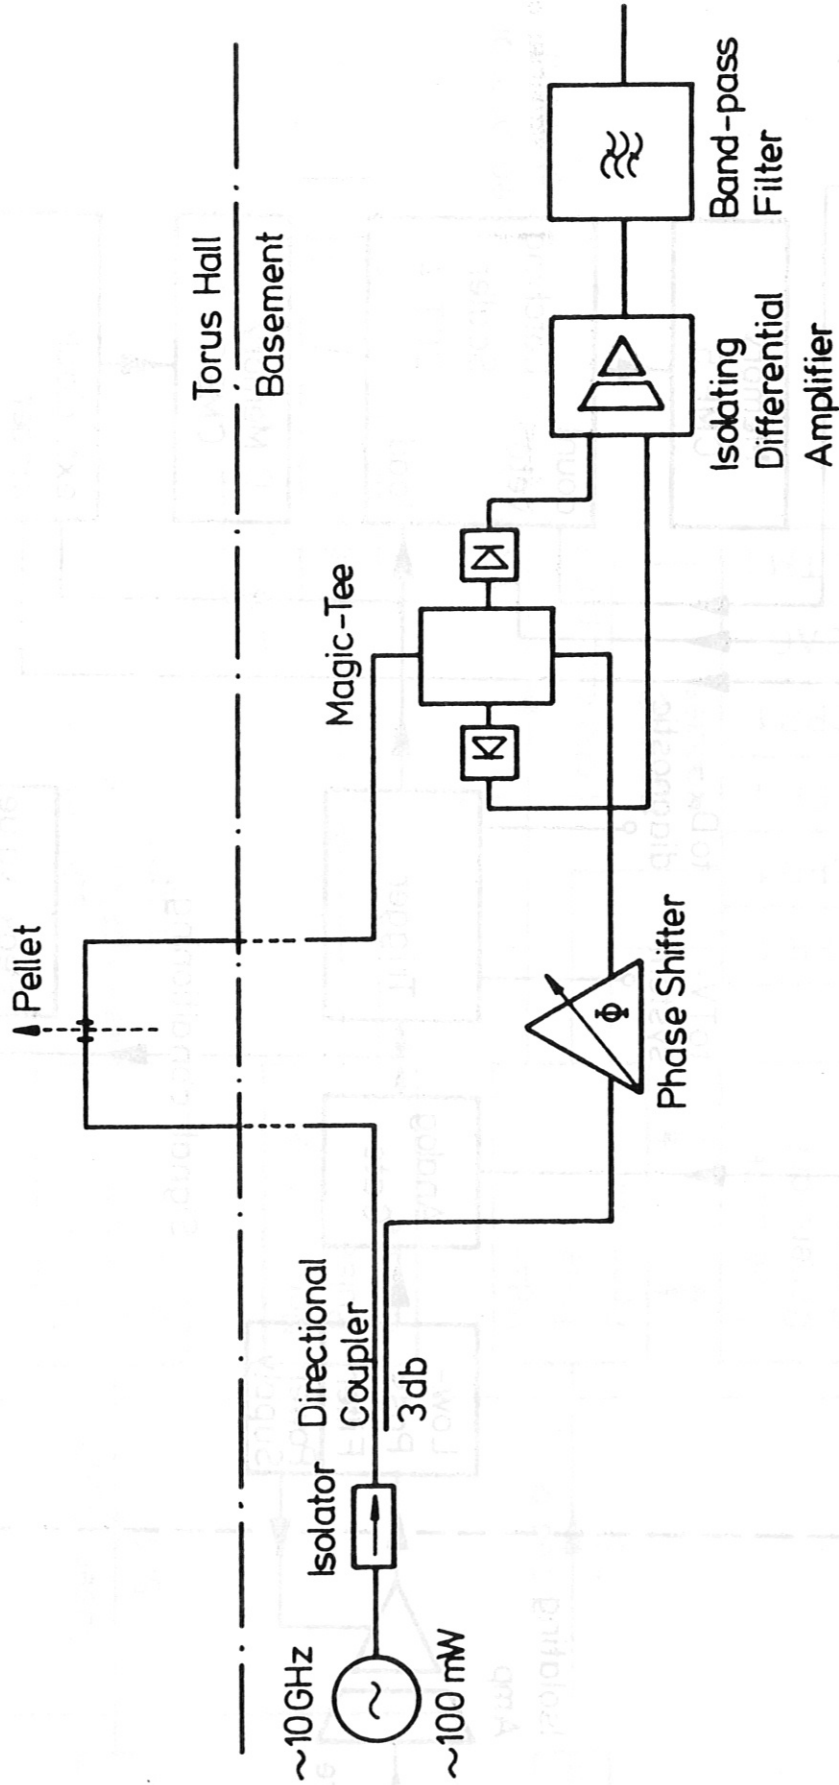 Pellet
Torus Hall
Basement
~10GHz
~100mW
Isolator
Directional
Coupler
3db
Magic-Tee
Φ
Phase Shifter
Isolating
Differential
Amplifier
Band-pass
Filter